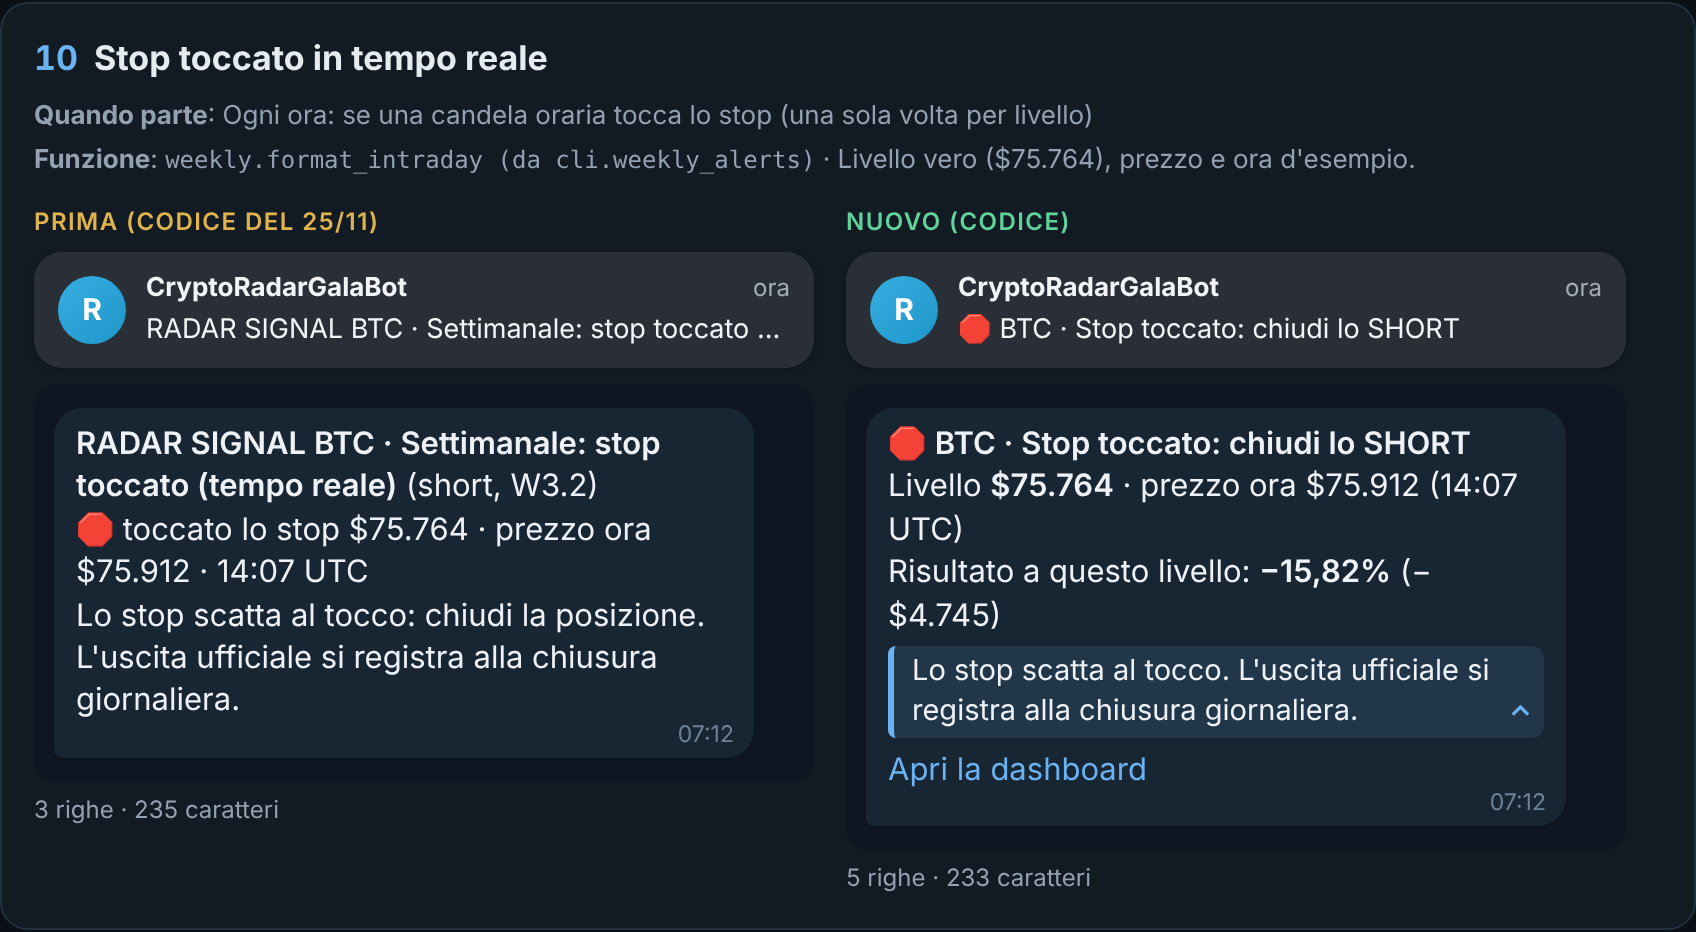 10 Stop toccato in tempo reale
Quando parte: Ogni ora: se una candela oraria tocca lo stop (una sola volta per livello)
Funzione: weekly.format_intraday (da cli.weekly_alerts) · Livello vero ($75.764), prezzo e ora d'esempio.
PRIMA (CODICE DEL 25/11)
R
CryptoRadarGalaBot
ora
RADAR SIGNAL BTC · Settimanale: stop toccato ...
RADAR SIGNAL BTC · Settimanale: stop
toccato (tempo reale) (short, W3.2)
🛑 toccato lo stop $75.764 · prezzo ora
$75.912 · 14:07 UTC
Lo stop scatta al tocco: chiudi la posizione.
L'uscita ufficiale si registra alla chiusura
giornaliera.
07:12
3 righe · 235 caratteri
NUOVO (CODICE)
R
CryptoRadarGalaBot
ora
🛑 BTC · Stop toccato: chiudi lo SHORT
🛑 BTC · Stop toccato: chiudi lo SHORT
Livello $75.764 · prezzo ora $75.912 (14:07
UTC)
Risultato a questo livello: −15,82% (−
$4.745)
Lo stop scatta al tocco. L'uscita ufficiale si
registra alla chiusura giornaliera.
Apri la dashboard
07:12
5 righe · 233 caratteri